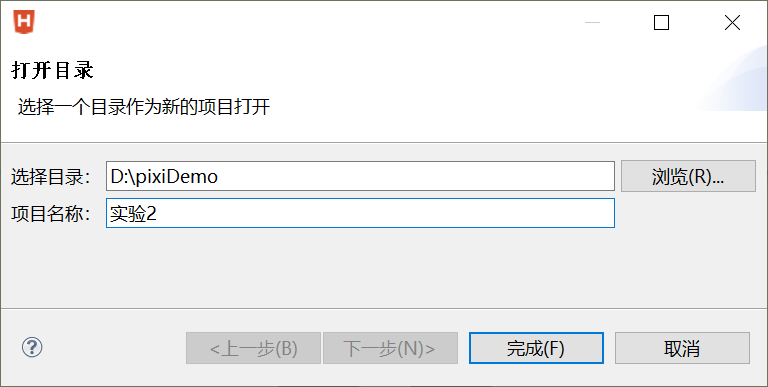 H
打开目录
选择一个目录作为新的项目打开
选择目录： D:\pixiDemo 浏览(R)...
项目名称： 实验2
? <上一步(B) 下一步(N)> 完成(F) 取消